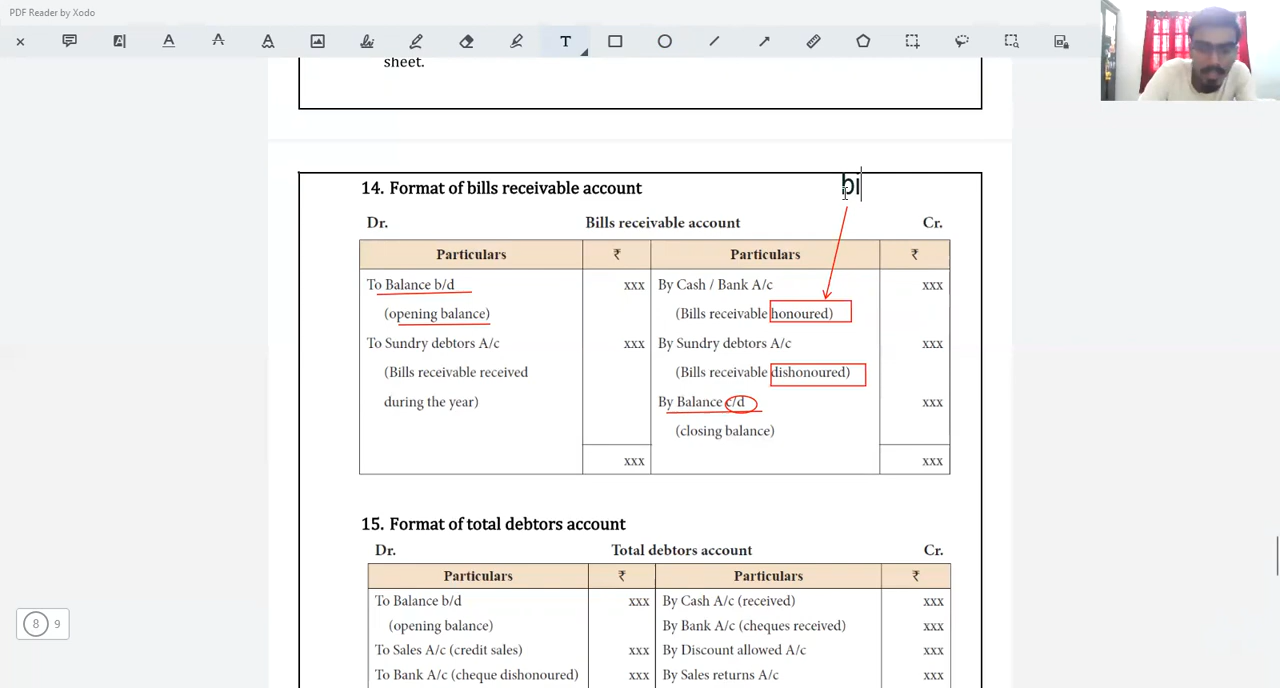 PDF Reader by Xodo
T
sheet.
bi
14. Format of bills receivable account
Dr. Bills receivable account Cr.
Particulars ₹ Particulars ₹
To Balance b/d xxx By Cash / Bank A/c xxx
(opening balance) (Bills receivable honoured)
To Sundry debtors A/c xxx By Sundry debtors A/c xxx
(Bills receivable received (Bills receivable dishonoured)
during the year) By Balance c/d xxx
(closing balance)
xxx xxx
15. Format of total debtors account
Dr. Total debtors account Cr.
Particulars ₹ Particulars ₹
To Balance b/d xxx By Cash A/c (received) xxx
(opening balance) By Bank A/c (cheques received) xxx
8 9
To Sales A/c (credit sales) xxx By Discount allowed A/c xxx
To Bank A/c (cheque dishonoured) xxx By Sales returns A/c xxx